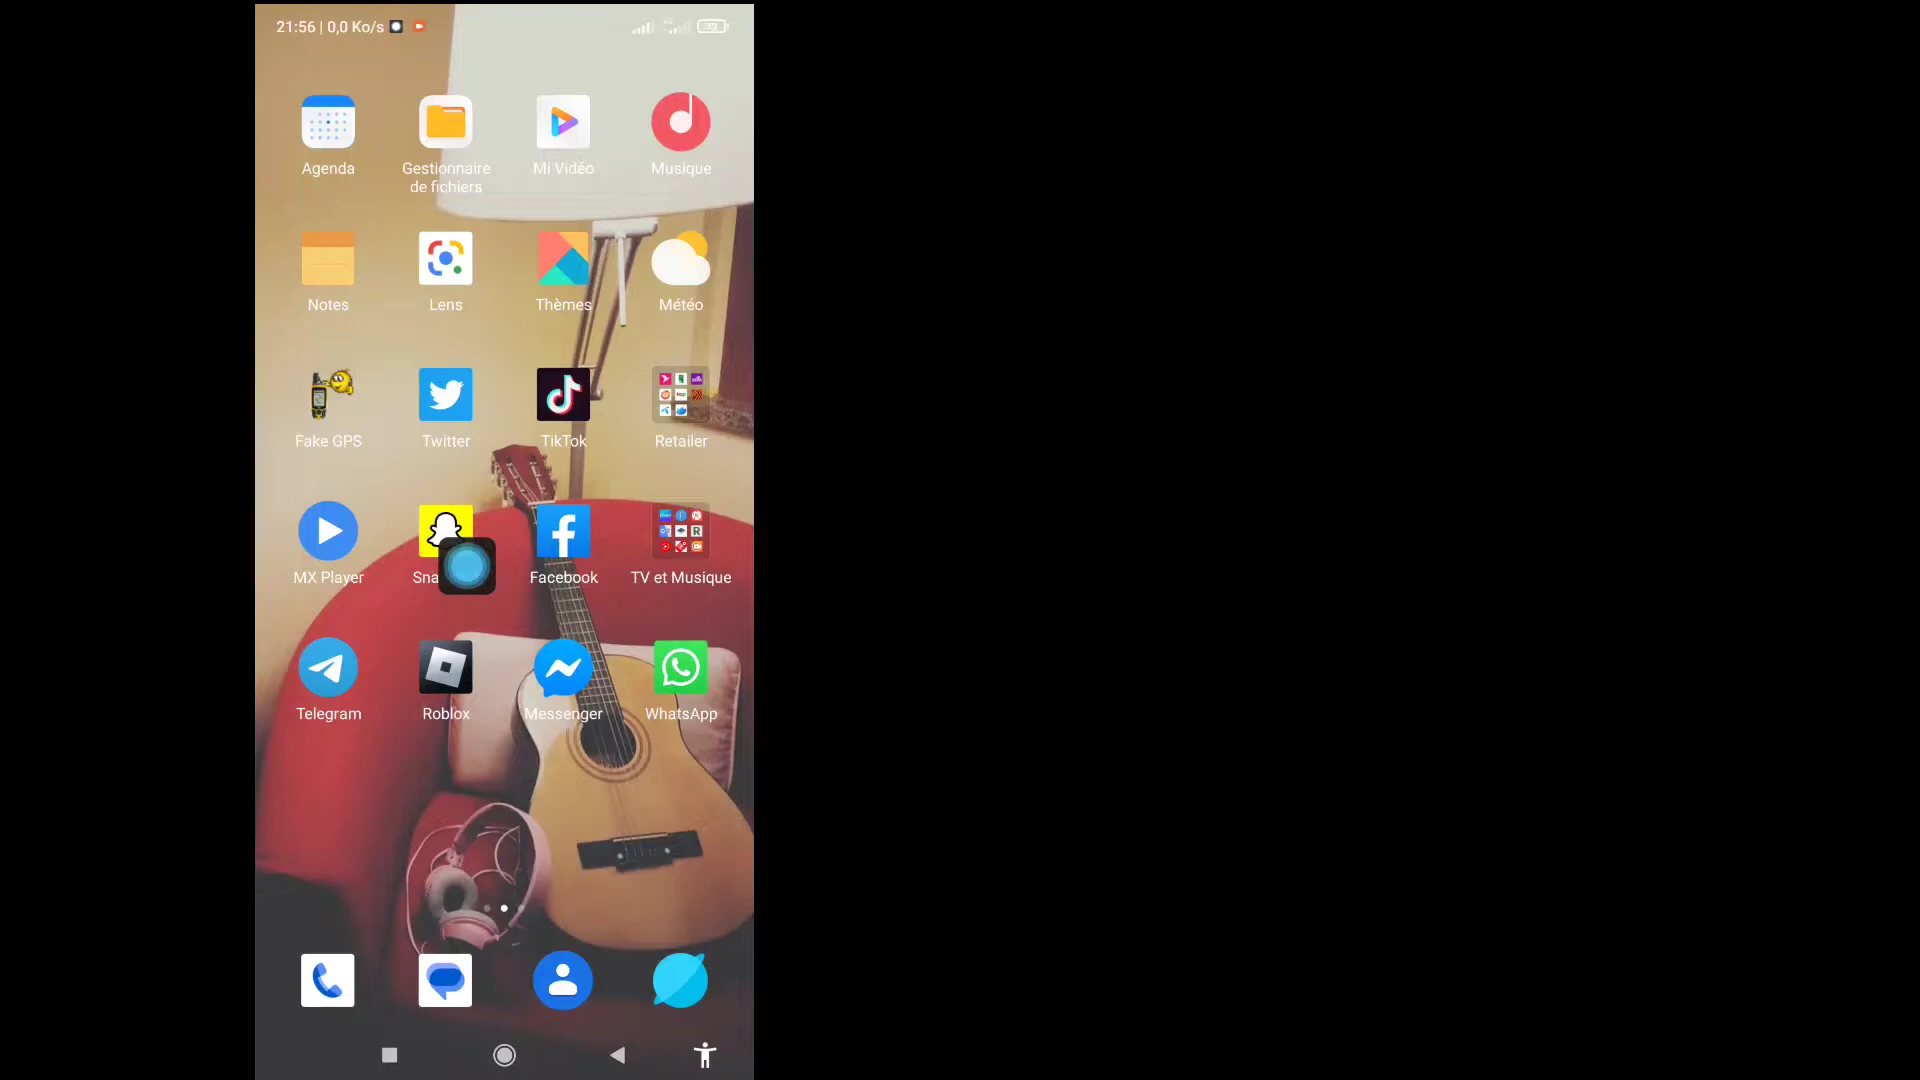 21:56 | 0,0 Ko/s
Agenda
Gestionnaire
de fichiers
Mi Vidéo
Musique
Notes
Lens
Thèmes
Météo
Fake GPS
Twitter
TikTok
Retailer
MX Player
Sna
Facebook
TV et Musique
Telegram
Roblox
Messenger
WhatsApp